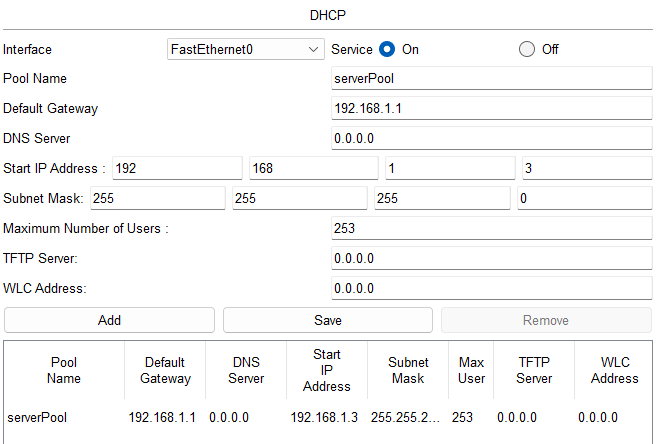 DHCP
Interface FastEthernet0 Service On Off
Pool Name serverPool
Default Gateway 192.168.1.1
DNS Server 0.0.0.0
Start IP Address : 192 168 1 3
Subnet Mask: 255 255 255 0
Maximum Number of Users : 253
TFTP Server: 0.0.0.0
WLC Address: 0.0.0.0
Add Save Remove
Pool Name Default Gateway DNS Server Start IP Address Subnet Mask Max User TFTP Server WLC Address
serverPool 192.168.1.1 0.0.0.0 192.168.1.3 255.255.2... 253 0.0.0.0 0.0.0.0